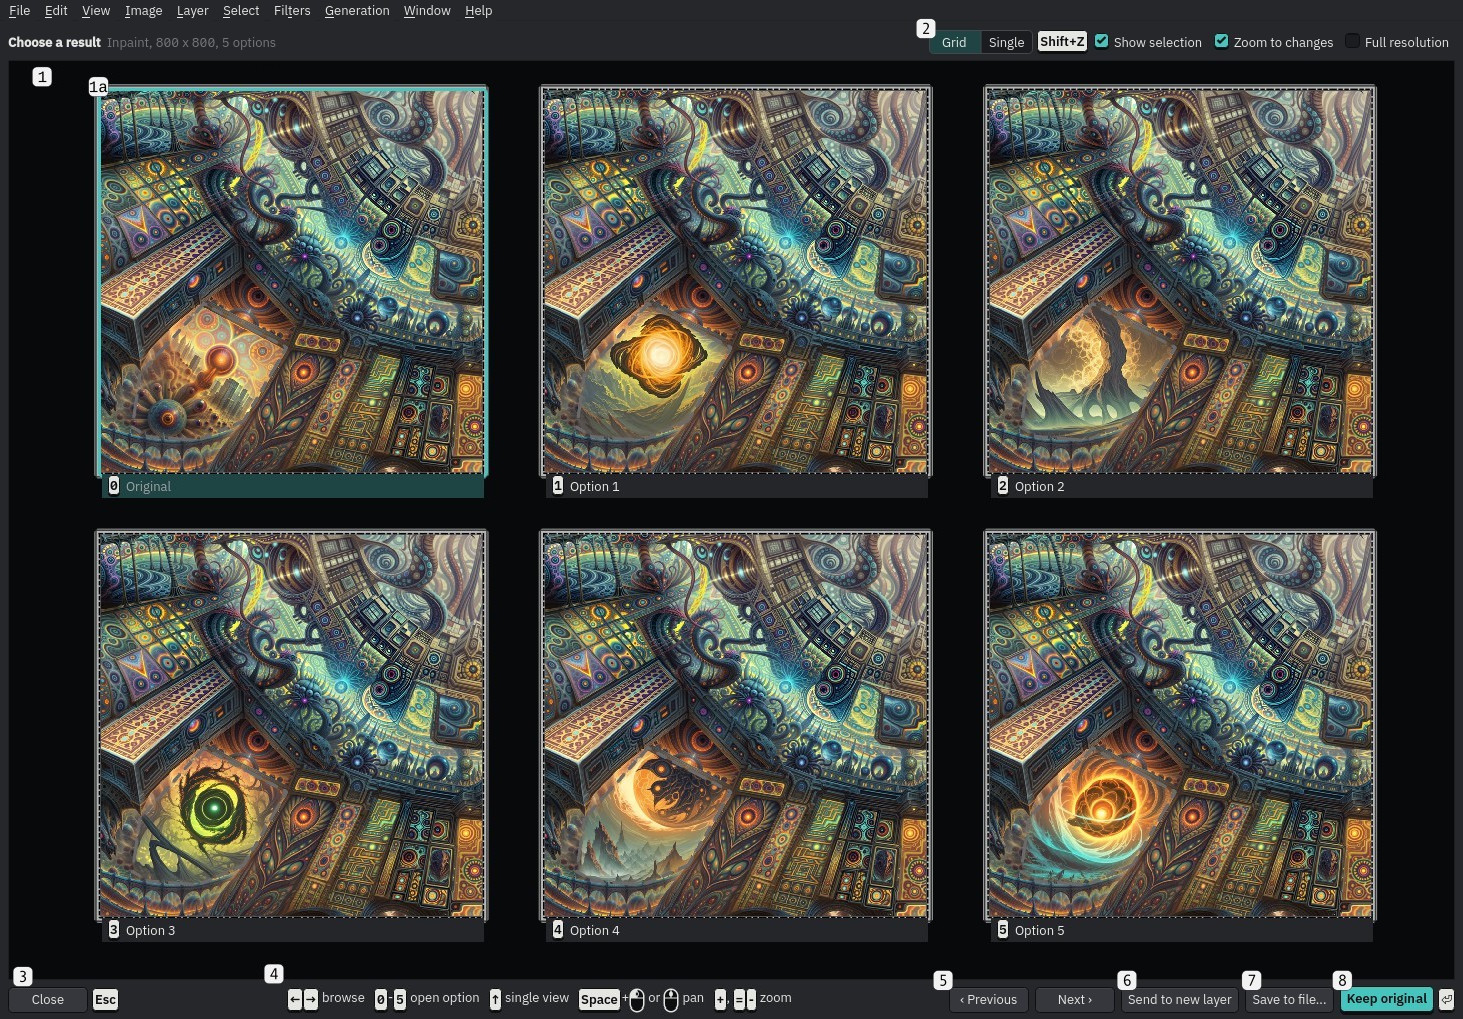 File Edit View Image Layer Select Filters Generation Window Help
Choose a result Inpaint, 800 x 800, 5 options
2 Grid Single Shift+Z Show selection Zoom to changes Full resolution
1
1a
0 Original
1 Option 1
2 Option 2
3 Option 3
4 Option 4
5 Option 5
3 Close Esc
4 ←→ browse 0-5 open option ↑ single view Space+ or pan +, =- zoom
5 ‹ Previous Next ›
6 Send to new layer
7 Save to file...
8 Keep original ⏎